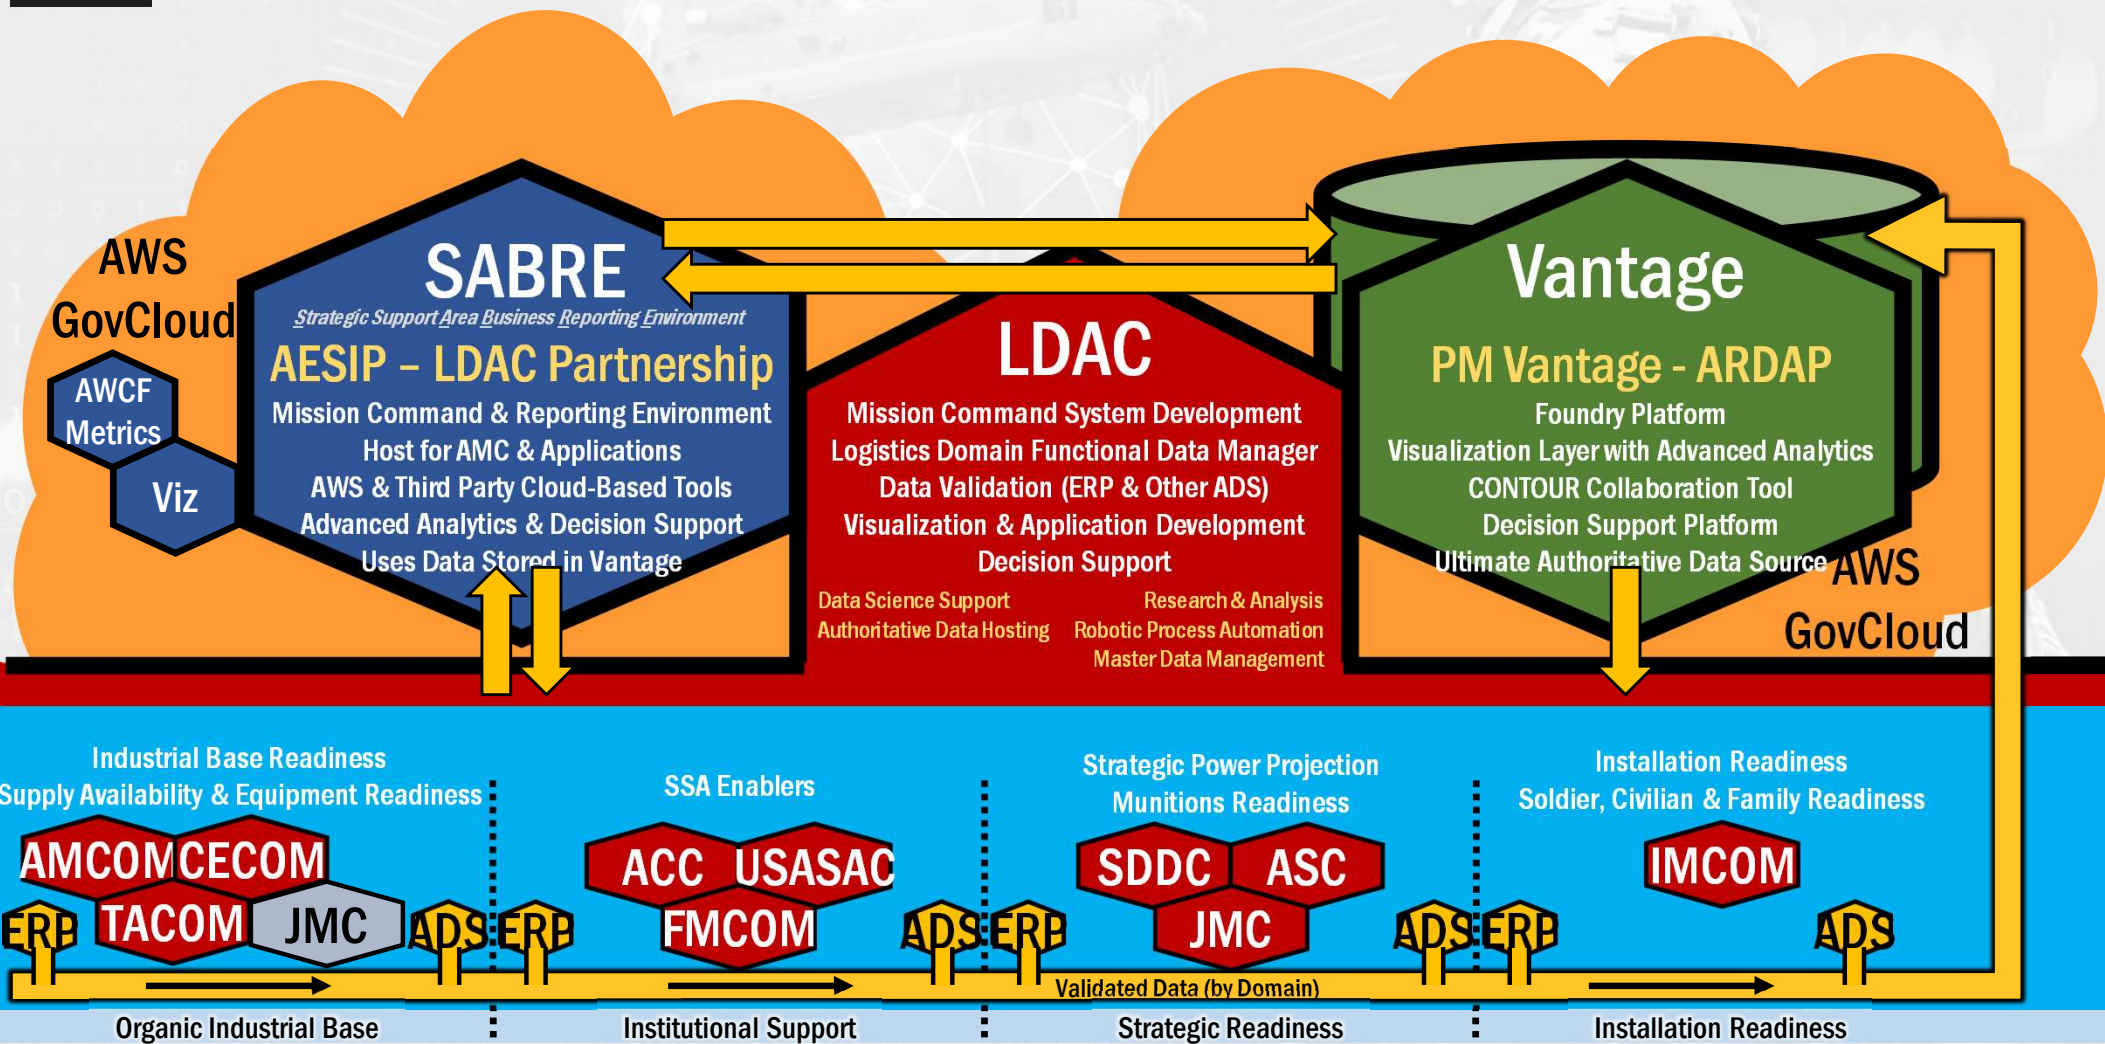 AWS
GovCloud
AWCF
Metrics
Viz
SABRE
Strategic Support Area Business Reporting Environment
AESIP – LDAC Partnership
Mission Command & Reporting Environment
Host for AMC & Applications
AWS & Third Party Cloud-Based Tools
Advanced Analytics & Decision Support
Uses Data Stored in Vantage
LDAC
Mission Command System Development
Logistics Domain Functional Data Manager
Data Validation (ERP & Other ADS)
Visualization & Application Development
Decision Support
Data Science Support
Authoritative Data Hosting
Research & Analysis
Robotic Process Automation
Master Data Management
Vantage
PM Vantage - ARDAP
Foundry Platform
Visualization Layer with Advanced Analytics
CONTOUR Collaboration Tool
Decision Support Platform
Ultimate Authoritative Data Source
AWS
GovCloud
Industrial Base Readiness
Supply Availability & Equipment Readiness
AMCOM
CECOM
TACOM
JMC
ERP
ADS
SSA Enablers
ACC
USASAC
FMCOM
ERP
ADS
Strategic Power Projection
Munitions Readiness
SDDC
ASC
JMC
ERP
ADS
Installation Readiness
Soldier, Civilian & Family Readiness
IMCOM
ERP
ADS
Validated Data (by Domain)
Organic Industrial Base
Institutional Support
Strategic Readiness
Installation Readiness